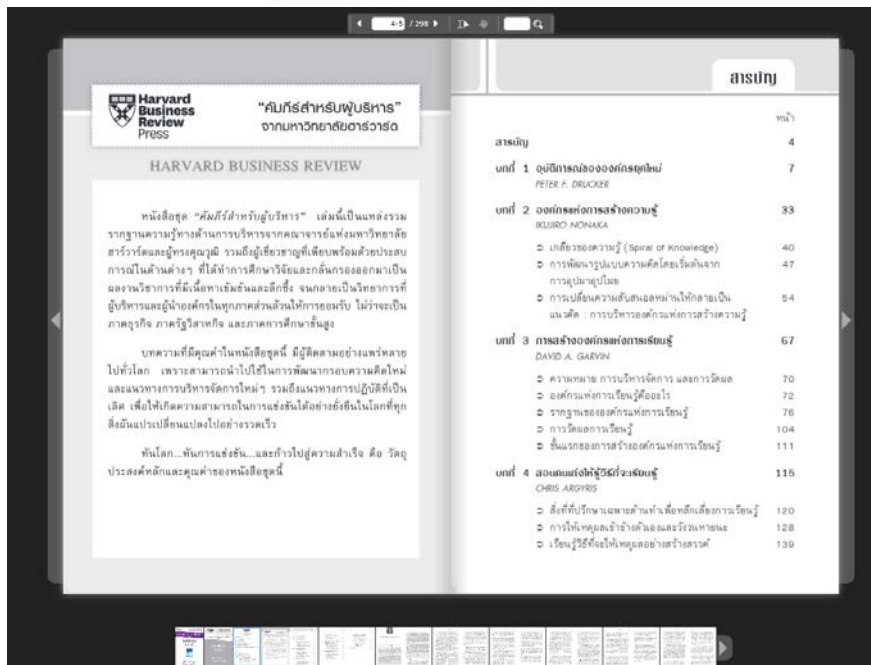 4-5 / 298
Harvard
Business
Review
Press
"คัมภีร์สำหรับผู้บริหาร"
จากมหาวิทยาลัยฮาร์วาร์ด
HARVARD BUSINESS REVIEW
หนังสือชุด "คัมภีร์สำหรับผู้บริหาร" เล่มนี้เป็นแหล่งรวม
รากฐานความรู้ทางด้านการบริหารจากคณาจารย์แห่งมหาวิทยาลัย
ฮาร์วาร์ดและผู้ทรงคุณวุฒิ รวมถึงผู้เชี่ยวชาญที่เพียบพร้อมด้วยประสบ
การณ์ในด้านต่างๆ ที่ได้ทำการศึกษาวิจัยและกลั่นกรองออกมาเป็น
ผลงานวิชาการที่มีเนื้อหาเข้มข้นและลึกซึ้ง จนกลายเป็นวิทยาการที่
ผู้บริหารและผู้นำองค์กรในทุกภาคส่วนล้วนให้การยอมรับ ไม่ว่าจะเป็น
ภาคธุรกิจ ภาครัฐวิสาหกิจ และภาคการศึกษาชั้นสูง
บทความที่มีคุณค่าในหนังสือชุดนี้ มีผู้ติดตามอย่างแพร่หลาย
ไปทั่วโลก เพราะสามารถนำไปใช้ในการพัฒนากรอบความคิดใหม่
และแนวทางการบริหารจัดการใหม่ๆ รวมถึงแนวทางการปฏิบัติที่เป็น
เลิศ เพื่อให้เกิดความสามารถในการแข่งขันได้อย่างยั่งยืนในโลกที่ทุก
สิ่งผันแปรเปลี่ยนแปลงไปอย่างรวดเร็ว
ทันโลก...ทันการแข่งขัน...และก้าวไปสู่ความสำเร็จ คือ วัตถุ
ประสงค์หลักและคุณค่าของหนังสือชุดนี้
สารบัญ
หน้า
สารบัญ 4
บทที่ 1 อุบัติการณ์ขององค์กรยุคใหม่ 7
PETER F. DRUCKER
บทที่ 2 องค์กรแห่งการสร้างความรู้ 33
IKUJIRO NONAKA
เกลียวของความรู้ (Spiral of Knowledge) 40
การพัฒนารูปแบบความคิดโดยเริ่มต้นจาก 47
การอุปมาอุปไมย
การเปลี่ยนความสับสนอลหม่านให้กลายเป็น 54
แนวคิด : การบริหารองค์กรแห่งการสร้างความรู้
บทที่ 3 การสร้างองค์กรแห่งการเรียนรู้ 67
DAVID A. GARVIN
ความหมาย การบริหารจัดการ และการวัดผล 70
องค์กรแห่งการเรียนรู้คืออะไร 72
รากฐานขององค์กรแห่งการเรียนรู้ 76
การวัดผลการเรียนรู้ 104
ขั้นแรกของการสร้างองค์กรแห่งการเรียนรู้ 111
บทที่ 4 สอนคนเก่งให้รู้วิธีที่จะเรียนรู้ 115
CHRIS ARGYRIS
สิ่งที่ที่ปรึกษาเฉพาะด้านทำเพื่อหลีกเลี่ยงการเรียนรู้ 120
การให้เหตุผลเข้าข้างตัวเองและวังวนหายนะ 128
เรียนรู้วิธีที่จะให้เหตุผลอย่างสร้างสรรค์ 139